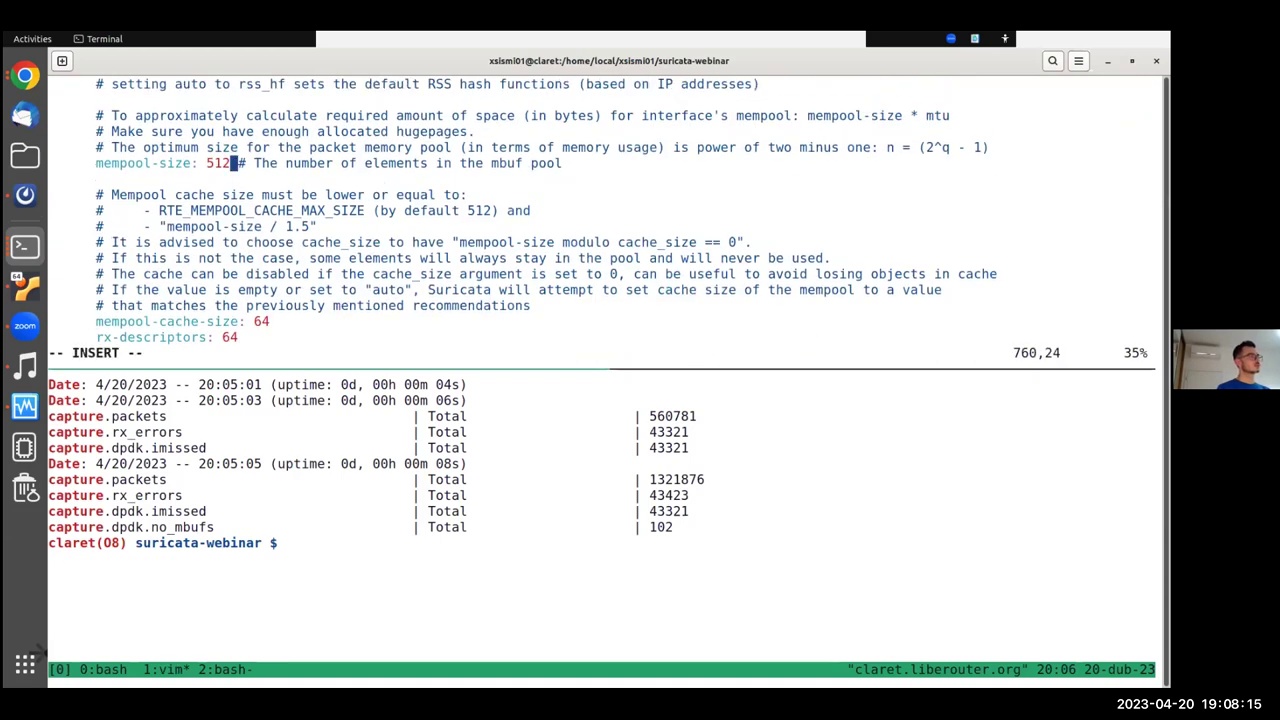 Activities Terminal
xsismi01@claret:/home/local/xsismi01/suricata-webinar
# setting auto to rss_hf sets the default RSS hash functions (based on IP addresses)
# To approximately calculate required amount of space (in bytes) for interface's mempool: mempool-size * mtu
# Make sure you have enough allocated hugepages.
# The optimum size for the packet memory pool (in terms of memory usage) is power of two minus one: n = (2^q - 1)
mempool-size: 512 # The number of elements in the mbuf pool
# Mempool cache size must be lower or equal to:
#     - RTE_MEMPOOL_CACHE_MAX_SIZE (by default 512) and
#     - "mempool-size / 1.5"
# It is advised to choose cache_size to have "mempool-size modulo cache_size == 0".
# If this is not the case, some elements will always stay in the pool and will never be used.
# The cache can be disabled if the cache_size argument is set to 0, can be useful to avoid losing objects in cache
# If the value is empty or set to "auto", Suricata will attempt to set cache size of the mempool to a value
# that matches the previously mentioned recommendations
mempool-cache-size: 64
rx-descriptors: 64
-- INSERT -- 760,24 35%
Date: 4/20/2023 -- 20:05:01 (uptime: 0d, 00h 00m 04s)
Date: 4/20/2023 -- 20:05:03 (uptime: 0d, 00h 00m 06s)
capture.packets | Total | 560781
capture.rx_errors | Total | 43321
capture.dpdk.imissed | Total | 43321
Date: 4/20/2023 -- 20:05:05 (uptime: 0d, 00h 00m 08s)
capture.packets | Total | 1321876
capture.rx_errors | Total | 43423
capture.dpdk.imissed | Total | 43321
capture.dpdk.no_mbufs | Total | 102
claret(O8) suricata-webinar $
zoom
64
[0] 0:bash 1:vim* 2:bash- "claret.liberouter.org" 20:06 20-dub-23
2023-04-20 19:08:15